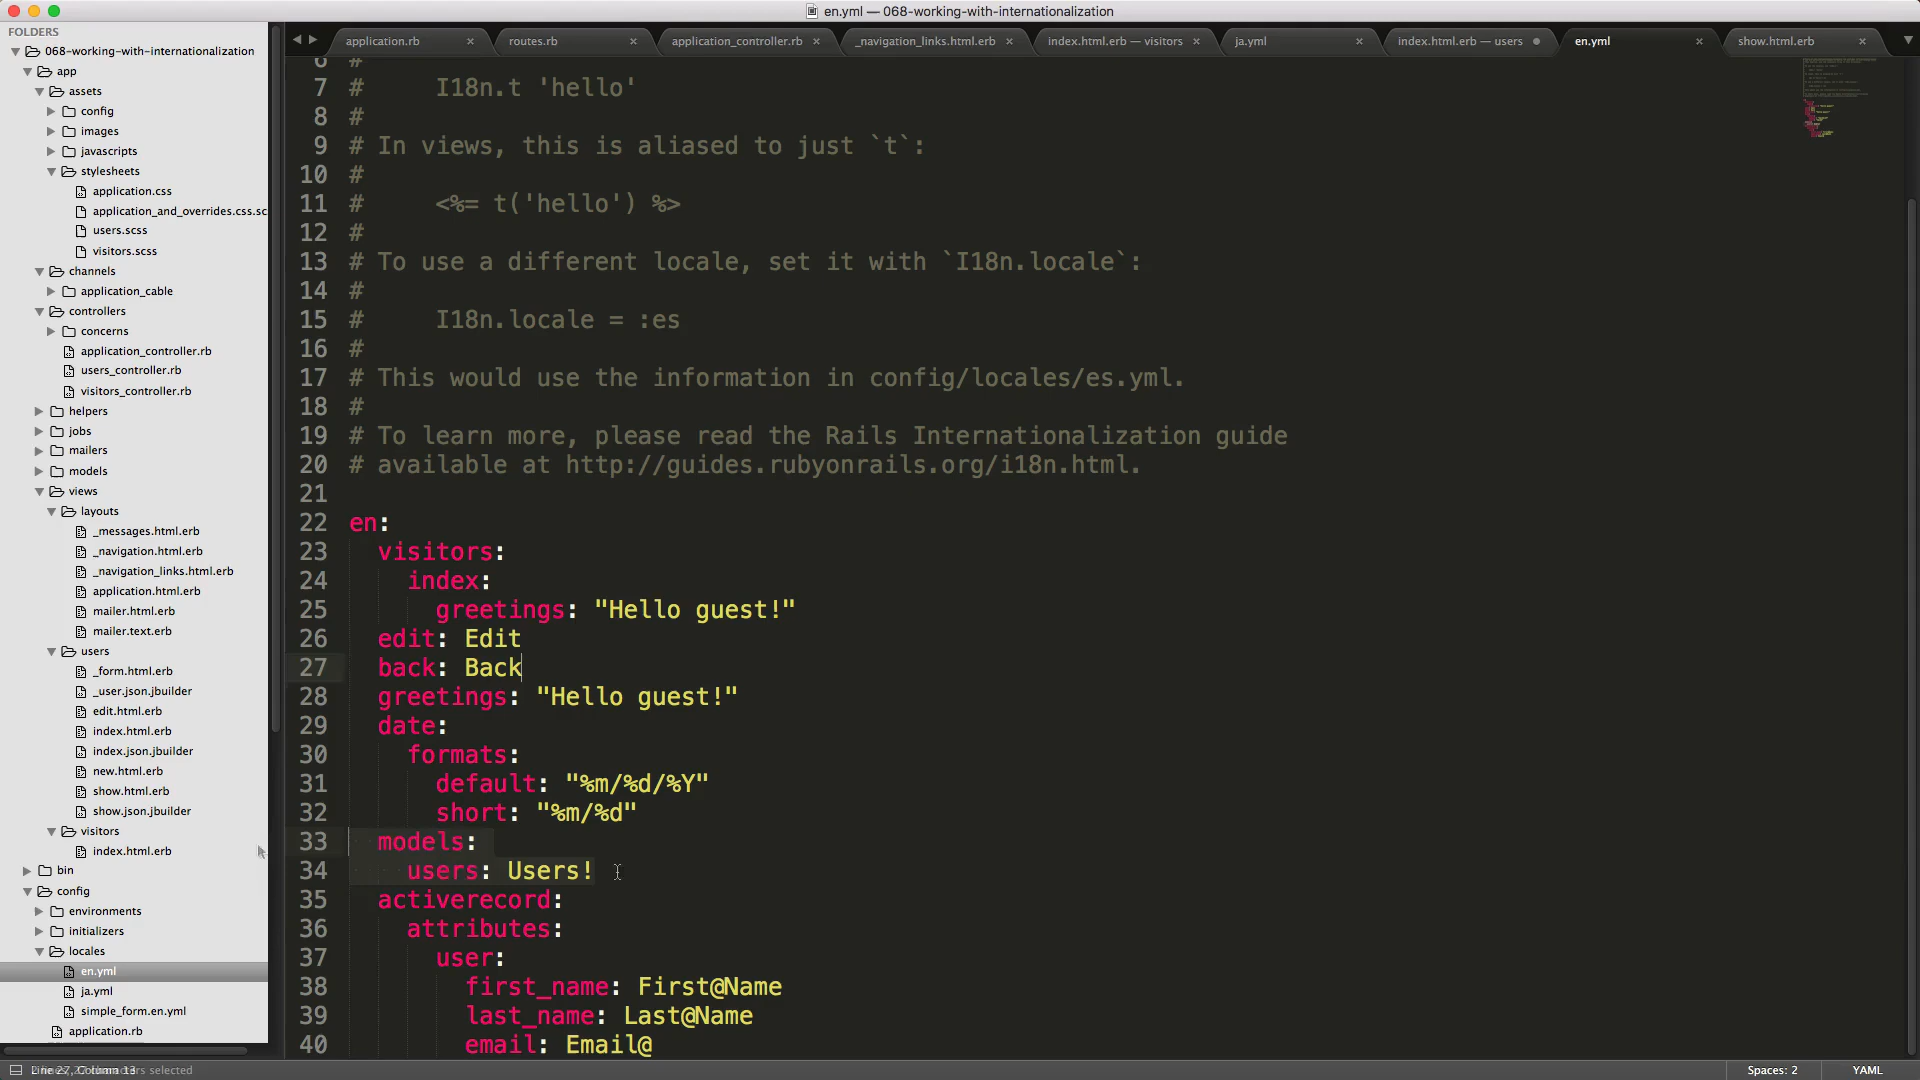 en.yml — 068-working-with-internationalization
FOLDERS
068-working-with-internationalization
app
assets
config
images
javascripts
stylesheets
application.css
application_and_overrides.css.sc
users.scss
visitors.scss
channels
application_cable
controllers
concerns
application_controller.rb
users_controller.rb
visitors_controller.rb
helpers
jobs
mailers
models
views
layouts
_messages.html.erb
_navigation.html.erb
_navigation_links.html.erb
application.html.erb
mailer.html.erb
mailer.text.erb
users
_form.html.erb
_user.json.jbuilder
edit.html.erb
index.html.erb
index.json.jbuilder
new.html.erb
show.html.erb
show.json.jbuilder
visitors
index.html.erb
bin
config
environments
initializers
locales
en.yml
ja.yml
simple_form.en.yml
application.rb
application.rb × routes.rb × application_controller.rb × _navigation_links.html.erb × index.html.erb — visitors × ja.yml × index.html.erb — users en.yml × show.html.erb ×
6 #
7 #     I18n.t 'hello'
8 #
9 # In views, this is aliased to just `t`:
10 #
11 #     <%= t('hello') %>
12 #
13 # To use a different locale, set it with `I18n.locale`:
14 #
15 #     I18n.locale = :es
16 #
17 # This would use the information in config/locales/es.yml.
18 #
19 # To learn more, please read the Rails Internationalization guide
20 # available at http://guides.rubyonrails.org/i18n.html.
21
22 en:
23   visitors:
24     index:
25       greetings: "Hello guest!"
26   edit: Edit
27   back: Back
28   greetings: "Hello guest!"
29   date:
30     formats:
31       default: "%m/%d/%Y"
32       short: "%m/%d"
33   models:
34     users: Users!
35   activerecord:
36     attributes:
37       user:
38         first_name: First@Name
39         last_name: Last@Name
40         email: Email@
selected
Spaces: 2 YAML